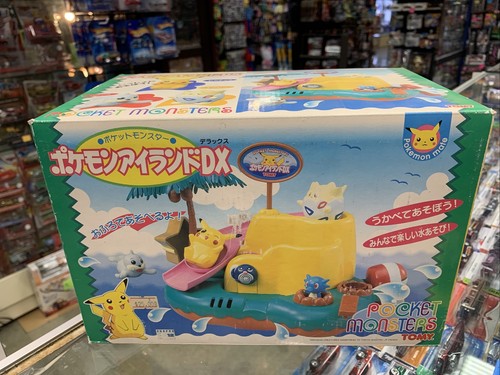 POCKET MONSTERS
ポケットモンスター
デラックス
ポケモンアイランドDX
ポケモンアイランドDX
Pokémon mate
おふろであそべるよ!
うかべてあそぼう!
みんなで楽しい水あそび!
POCKET
MONSTERS
TOMY